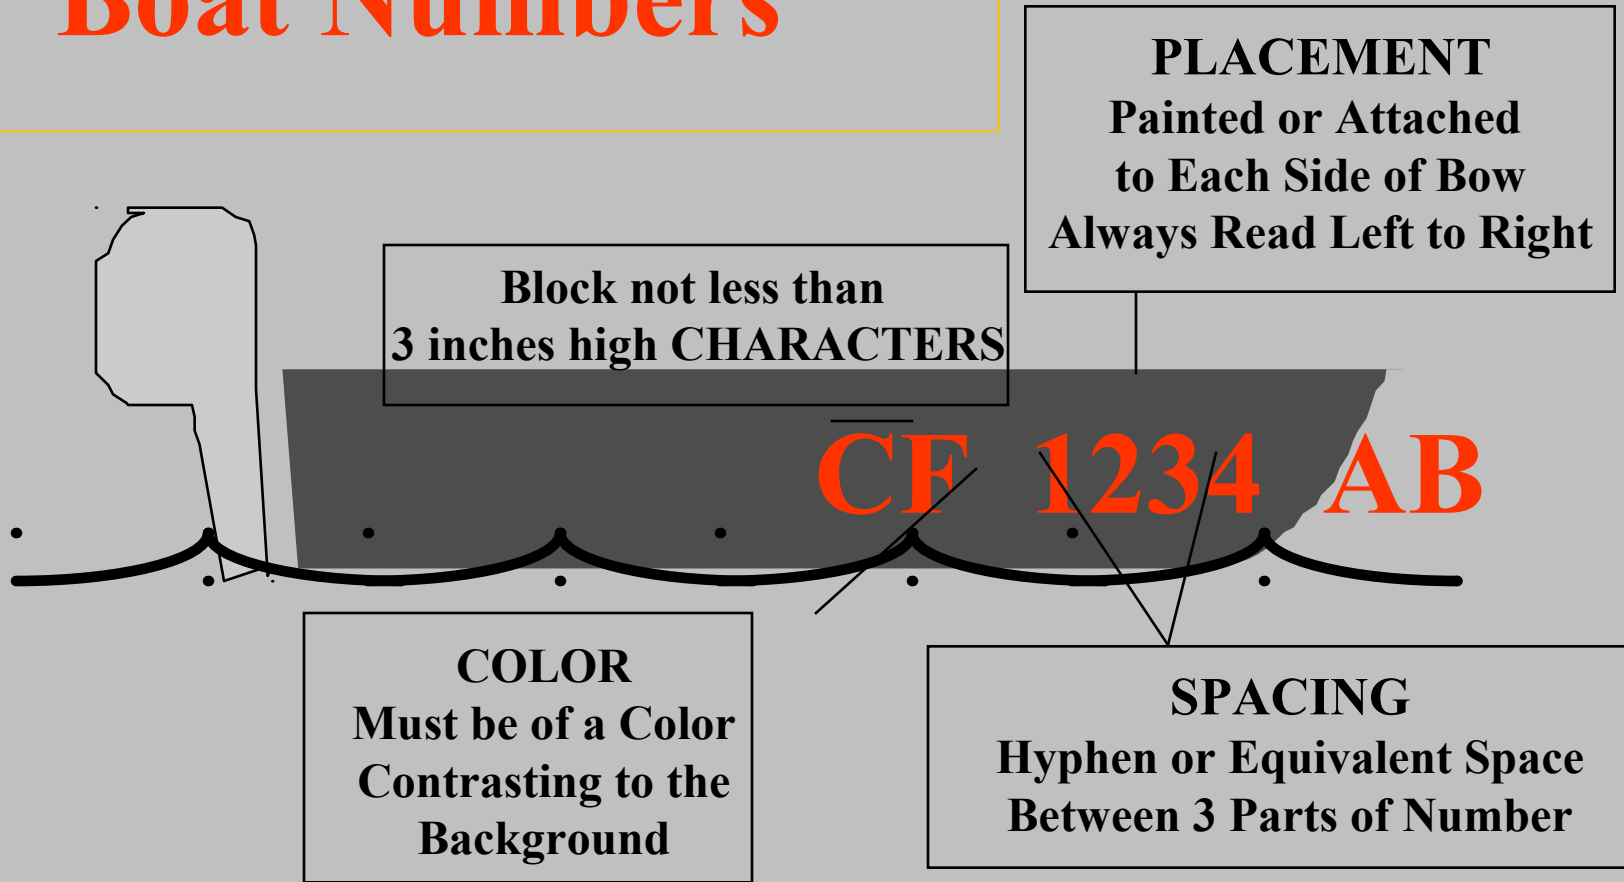 Boat Numbers
PLACEMENT
Painted or Attached
to Each Side of Bow
Always Read Left to Right
Block not less than
3 inches high CHARACTERS
CF 1234 AB
COLOR
Must be of a Color
Contrasting to the
Background
SPACING
Hyphen or Equivalent Space
Between 3 Parts of Number